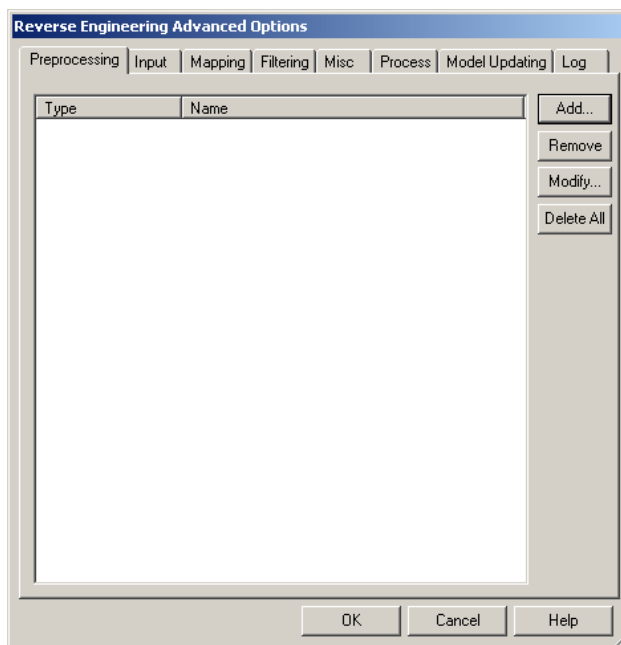 Reverse Engineering Advanced Options
Preprocessing Input Mapping Filtering Misc Process Model Updating Log
Type Name
Add...
Remove
Modify...
Delete All
OK Cancel Help